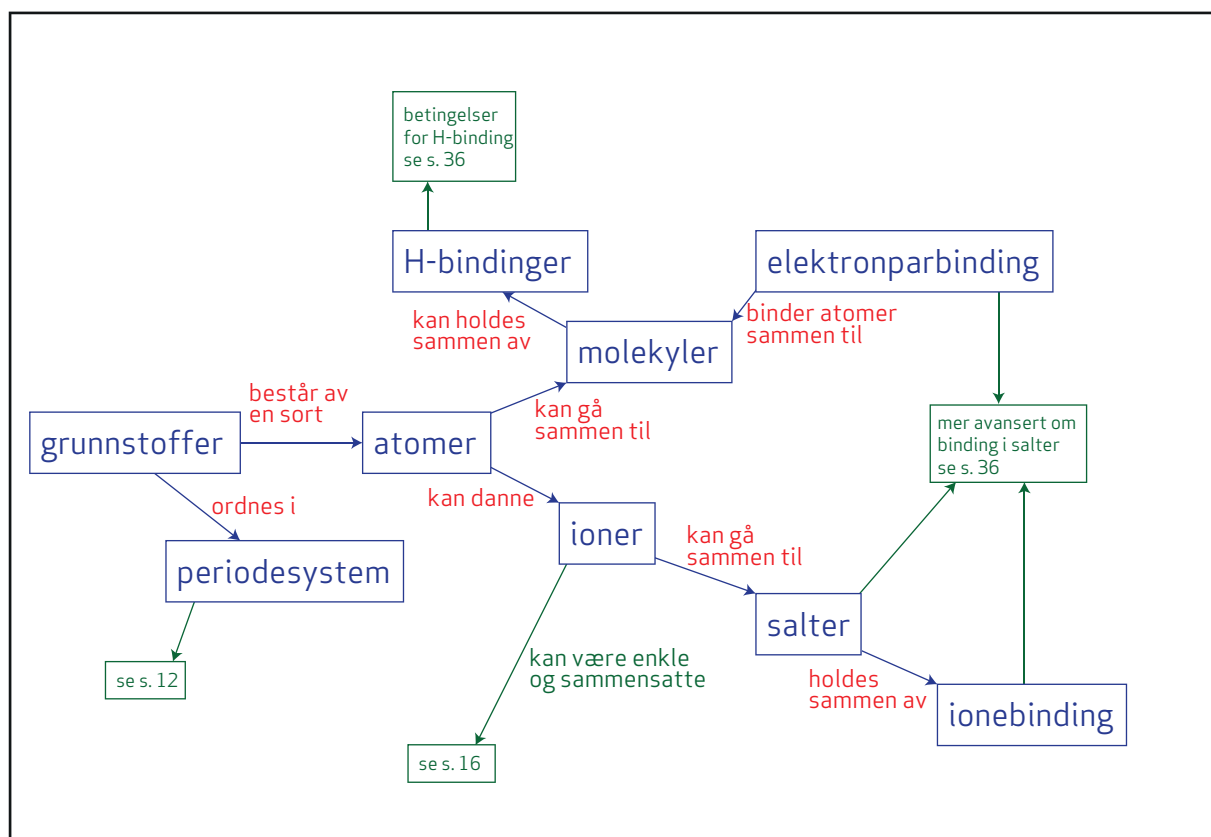 betingelser
for H-binding
se s. 36
H-bindinger
elektronparbinding
kan holdes
sammen av
binder atomer
sammen til
molekyler
består av
en sort
kan gå
sammen til
grunnstoffer
atomer
mer avansert om
binding i salter
se s. 36
kan danne
ordnes i
ioner
kan gå
sammen til
periodesystem
salter
kan være enkle
og sammensatte
se s. 12
holdes
sammen av
ionebinding
se s. 16